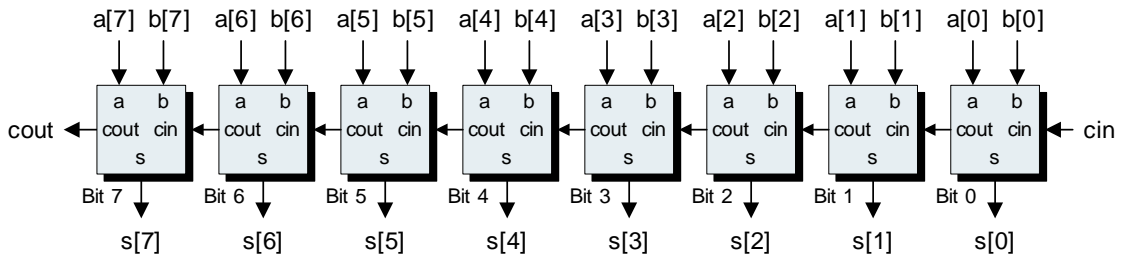 a[7] b[7] a[6] b[6] a[5] b[5] a[4] b[4] a[3] b[3] a[2] b[2] a[1] b[1] a[0] b[0]
a b a b a b a b a b a b a b a b
cout cout cin cout cin cout cin cout cin cout cin cout cin cout cin cout cin cin
s s s s s s s s
Bit 7 Bit 6 Bit 5 Bit 4 Bit 3 Bit 2 Bit 1 Bit 0
s[7] s[6] s[5] s[4] s[3] s[2] s[1] s[0]